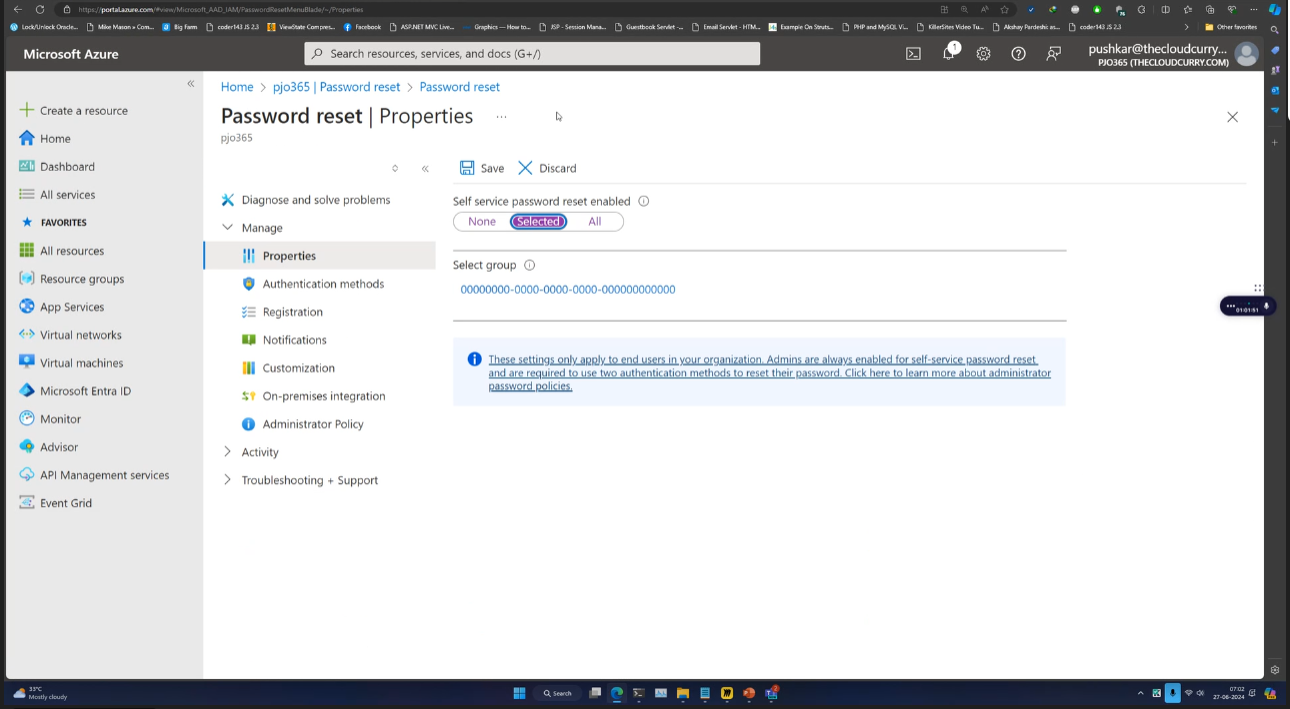 https://portal.azure.com/#view/Microsoft_AAD_IAM/PasswordResetMenuBlade/~/Properties
Lock/Unlock Oracle... Mike Mason » Com... Big Farm coder143 JS 2.3 ViewState Compres... Facebook ASP.NET MVC Live... Graphics — How to... JSP - Session Mana... Guestbook Servlet -... Email Servlet - HTM... Example On Struts... PHP and MySQL Vi... KillerSites Video Tu... Akshay Pardeshi as... coder143 JS 2.3 Other favorites
Microsoft Azure
Search resources, services, and docs (G+/)
1
pushkar@thecloudcurry...
PJO365 (THECLOUDCURRY.COM)
Create a resource
Home
Dashboard
All services
FAVORITES
All resources
Resource groups
App Services
Virtual networks
Virtual machines
Microsoft Entra ID
Monitor
Advisor
API Management services
Event Grid
Home > pjo365 | Password reset > Password reset
Password reset | Properties ...
pjo365
Diagnose and solve problems
Manage
Properties
Authentication methods
Registration
Notifications
Customization
On-premises integration
Administrator Policy
Activity
Troubleshooting + Support
Save Discard
Self service password reset enabled
None Selected All
Select group
00000000-0000-0000-0000-000000000000
These settings only apply to end users in your organization. Admins are always enabled for self-service password reset
and are required to use two authentication methods to reset their password. Click here to learn more about administrator
password policies.
01:01:51
33°C
Mostly cloudy
Search
07:02
27-06-2024